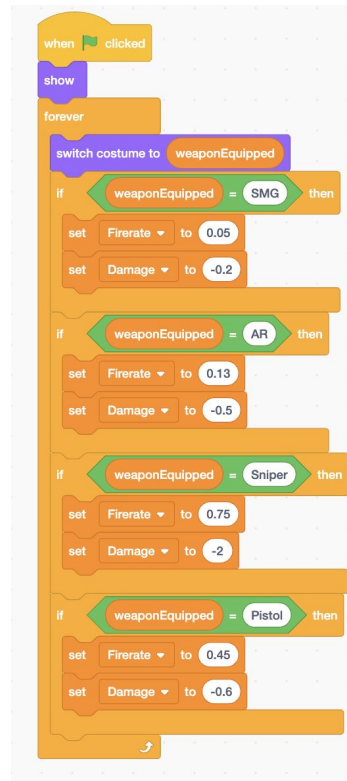 when clicked
show
forever
switch costume to weaponEquipped
if weaponEquipped = SMG then
set Firerate to 0.05
set Damage to -0.2
if weaponEquipped = AR then
set Firerate to 0.13
set Damage to -0.5
if weaponEquipped = Sniper then
set Firerate to 0.75
set Damage to -2
if weaponEquipped = Pistol then
set Firerate to 0.45
set Damage to -0.6